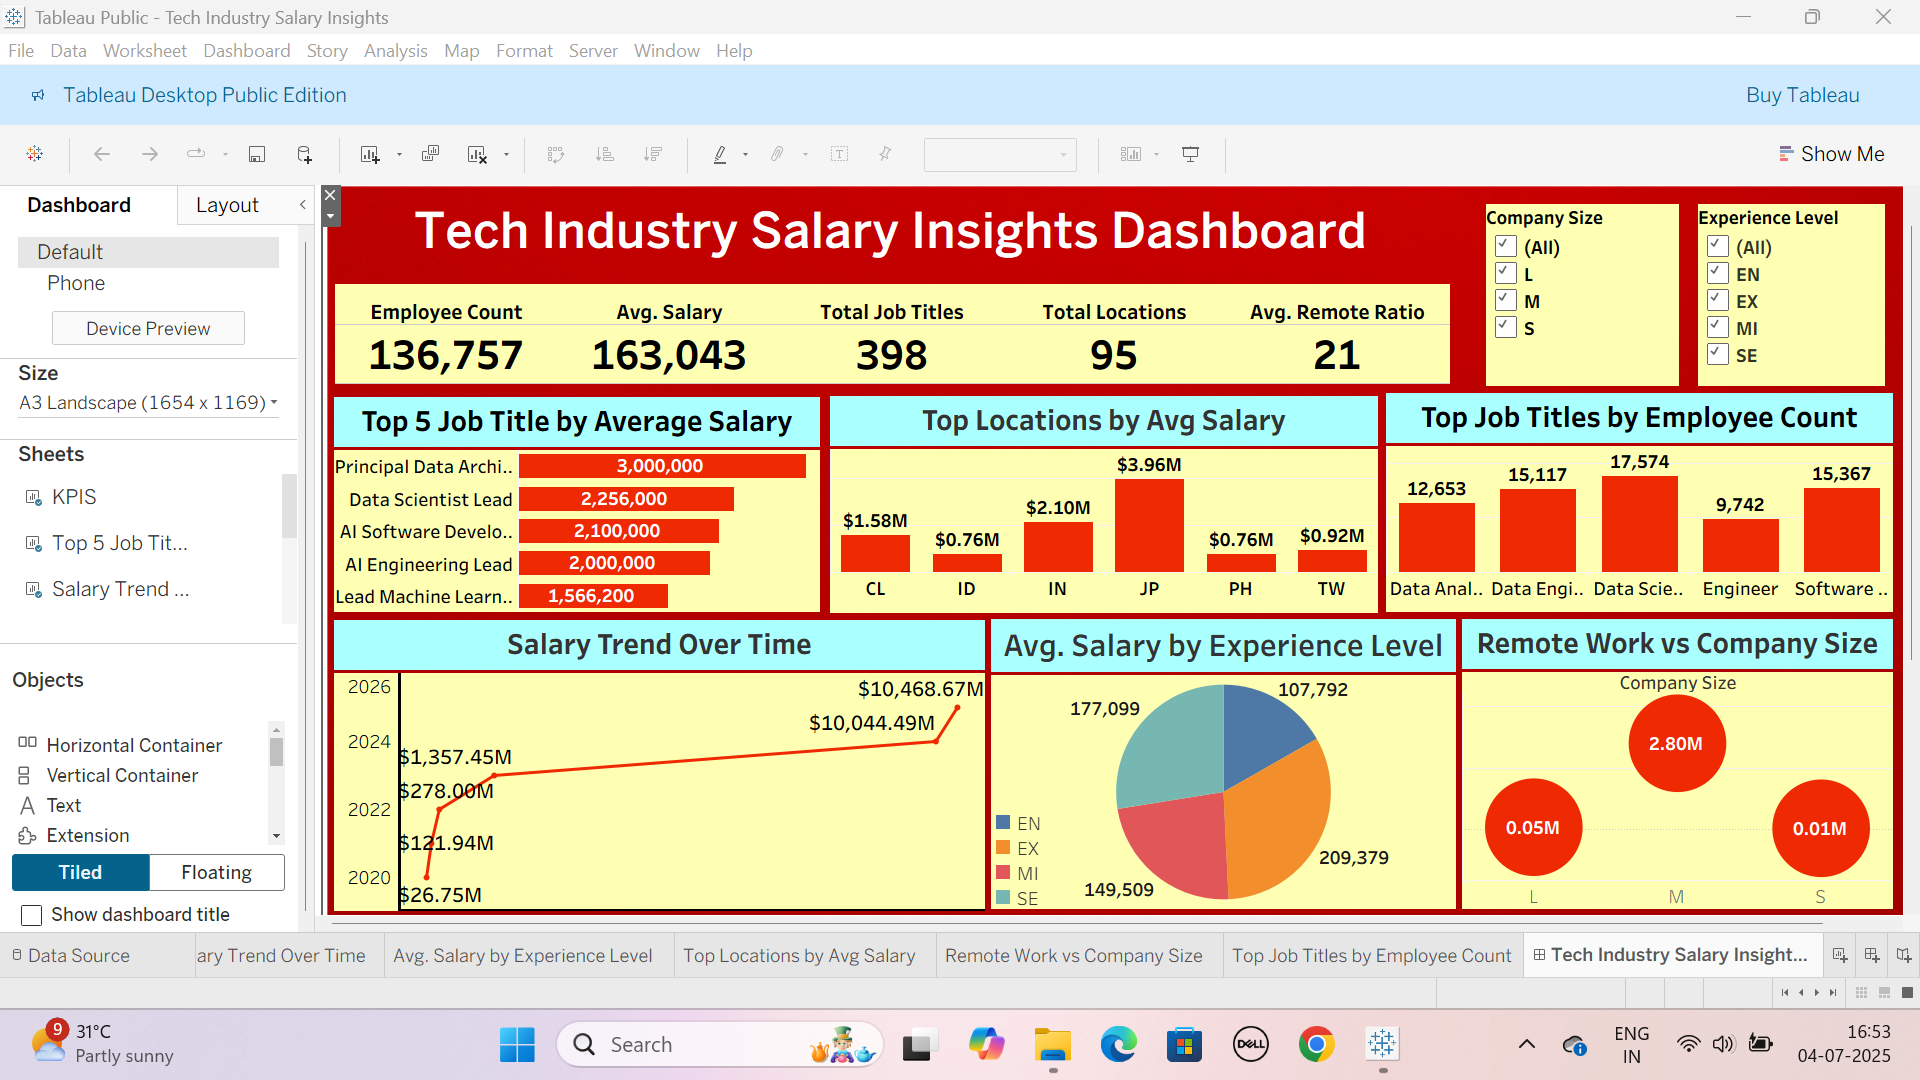 Tableau Public - Tech Industry Salary Insights
File Data Worksheet Dashboard Story Analysis Map Format Server Window Help
Tableau Desktop Public Edition
Buy Tableau
Show Me
Dashboard
Layout
Default
Phone
Device Preview
Size
A3 Landscape (1654 x 1169)
Sheets
KPIS
Top 5 Job Tit...
Salary Trend ...
Objects
Horizontal Container
Vertical Container
Text
Extension
Tiled
Floating
Show dashboard title
Tech Industry Salary Insights Dashboard
Company Size
(All)
L
M
S
Experience Level
(All)
EN
EX
MI
SE
Employee Count Avg. Salary Total Job Titles Total Locations Avg. Remote Ratio
136,757 163,043 398 95 21
Top 5 Job Title by Average Salary
Principal Data Archi.. 3,000,000
Data Scientist Lead 2,256,000
AI Software Develo.. 2,100,000
AI Engineering Lead 2,000,000
Lead Machine Learn.. 1,566,200
Top Locations by Avg Salary
$1.58M $0.76M $2.10M $3.96M $0.76M $0.92M
CL ID IN JP PH TW
Top Job Titles by Employee Count
12,653 15,117 17,574 9,742 15,367
Data Anal.. Data Engi.. Data Scie.. Engineer Software ..
Salary Trend Over Time
2026
2024
2022
2020
$10,468.67M
$10,044.49M
$1,357.45M
$278.00M
$121.94M
$26.75M
Avg. Salary by Experience Level
107,792
177,099
209,379
149,509
EN
EX
MI
SE
Remote Work vs Company Size
Company Size
2.80M
0.05M
0.01M
L M S
Data Source
ary Trend Over Time
Avg. Salary by Experience Level
Top Locations by Avg Salary
Remote Work vs Company Size
Top Job Titles by Employee Count
Tech Industry Salary Insight...
9
31°C
Partly sunny
Search
DELL
ENG
IN
16:53
04-07-2025